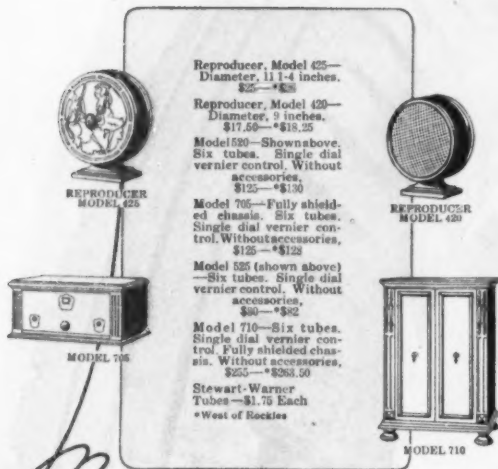 Reproducer, Model 425—
Diameter, 11 1-4 inches.
$25—*$26
Reproducer, Model 420—
Diameter, 9 inches,
$17.50—*$18.25
Model 520—Shown above.
Six tubes. Single dial
vernier control. Without
accessories,
$125—*$130
Model 705—Fully shield-
ed chassis. Six tubes.
Single dial vernier con-
trol. Without accessories,
$125—*$128
Model 525 (shown above)
—Six tubes. Single dial
vernier control. Without
accessories,
$80—*$82
Model 710—Six tubes.
Single dial vernier con-
trol. Fully shielded chas-
sis. Without accessories,
$255—*$263.50
Stewart-Warner
Tubes—$1.75 Each
*West of Rockies
REPRODUCER
MODEL 425
REPRODUCER
MODEL 420
MODEL 705
MODEL 710